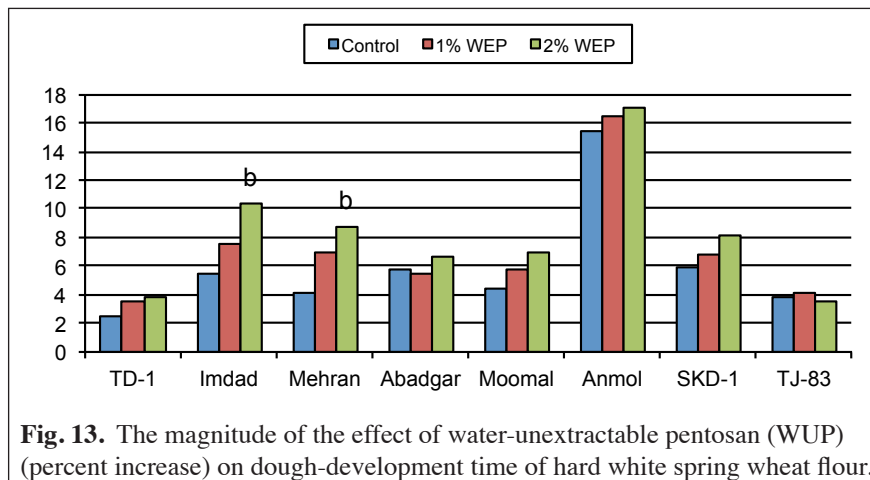 Control 1% WEP 2% WEP
18
16
14
12
10
8
6
4
2
0
b
b
TD-1 Imdad Mehran Abadgar Moomal Anmol SKD-1 TJ-83
Fig. 13. The magnitude of the effect of water-unextractable pentosan (WUP)
(percent increase) on dough-development time of hard white spring wheat flour.